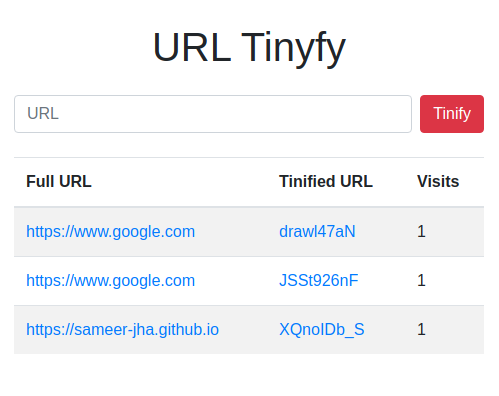 URL Tinyfy
URL Tinify
Full URL Tinified URL Visits
https://www.google.com drawl47aN 1
https://www.google.com JSSt926nF 1
https://sameer-jha.github.io XQnoIDb_S 1